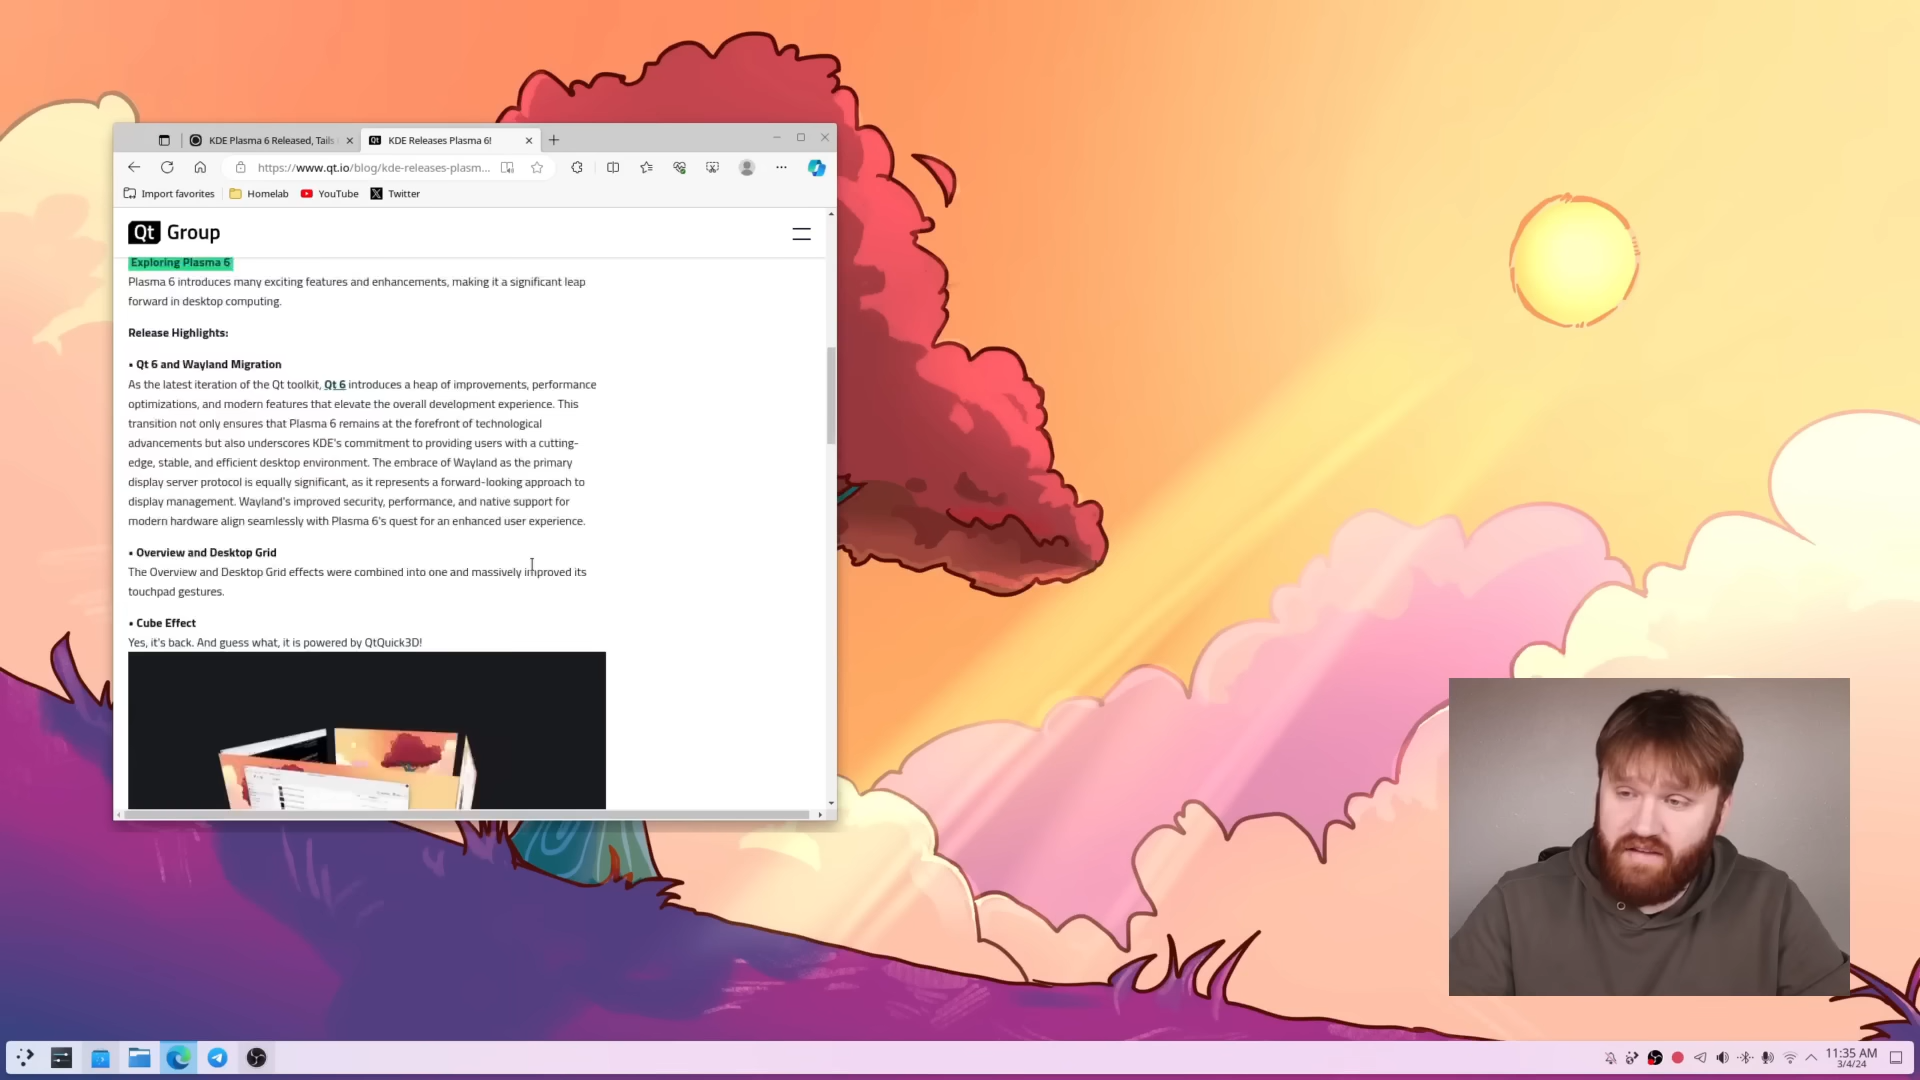 KDE Plasma 6 Released, Tails
KDE Releases Plasma 6!
https://www.qt.io/blog/kde-releases-plasm...
Import favorites
Homelab
YouTube
Twitter
Qt Group
Exploring Plasma 6
Plasma 6 introduces many exciting features and enhancements, making it a significant leap
forward in desktop computing.
Release Highlights:
• Qt 6 and Wayland Migration
As the latest iteration of the Qt toolkit, Qt 6 introduces a heap of improvements, performance
optimizations, and modern features that elevate the overall development experience. This
transition not only ensures that Plasma 6 remains at the forefront of technological
advancements but also underscores KDE's commitment to providing users with a cutting-
edge, stable, and efficient desktop environment. The embrace of Wayland as the primary
display server protocol is equally significant, as it represents a forward-looking approach to
display management. Wayland's improved security, performance, and native support for
modern hardware align seamlessly with Plasma 6's quest for an enhanced user experience.
• Overview and Desktop Grid
The Overview and Desktop Grid effects were combined into one and massively improved its
touchpad gestures.
• Cube Effect
Yes, it's back. And guess what, it is powered by QtQuick3D!
11:35 AM
3/4/24